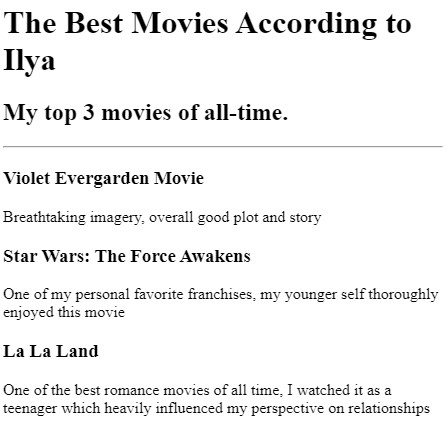 The Best Movies According to
Ilya
My top 3 movies of all-time.
Violet Evergarden Movie
Breathtaking imagery, overall good plot and story
Star Wars: The Force Awakens
One of my personal favorite franchises, my younger self thoroughly
enjoyed this movie
La La Land
One of the best romance movies of all time, I watched it as a
teenager which heavily influenced my perspective on relationships